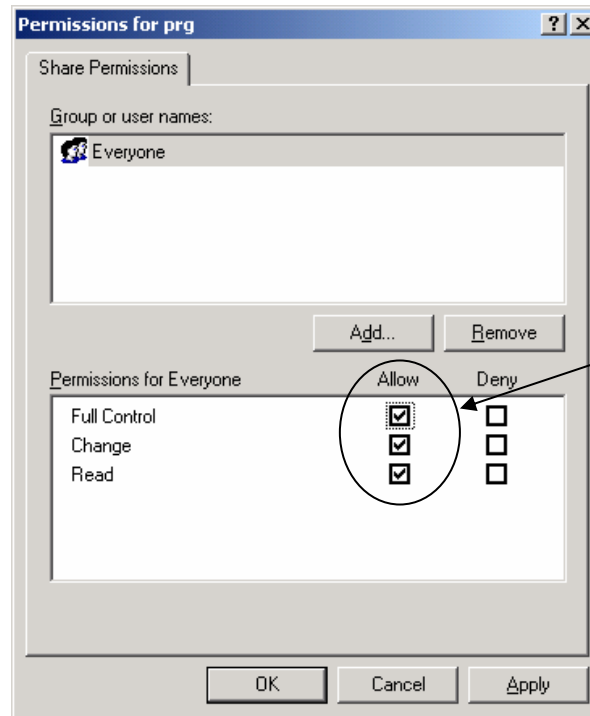 Permissions for prg
Share Permissions
Group or user names:
Everyone
Add... Remove
Permissions for Everyone Allow Deny
Full Control
Change
Read
OK Cancel Apply